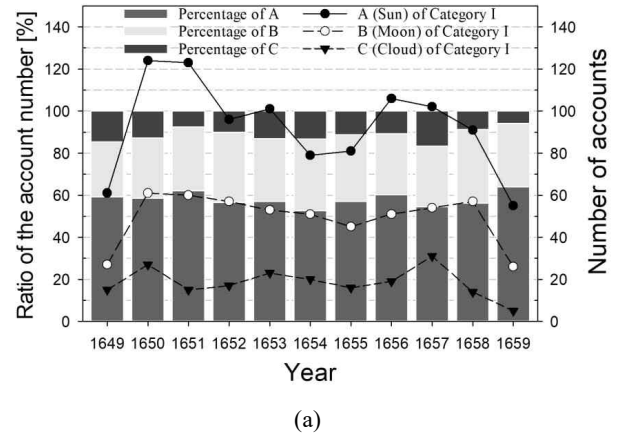 Percentage of A
Percentage of B
Percentage of C
A (Sun) of Category I
B (Moon) of Category I
C (Cloud) of Category I
Ratio of the account number [%]
140
120
100
80
60
40
20
0
140
120
100
80
60
40
20
0
Number of accounts
1649 1650 1651 1652 1653 1654 1655 1656 1657 1658 1659
Year
(a)